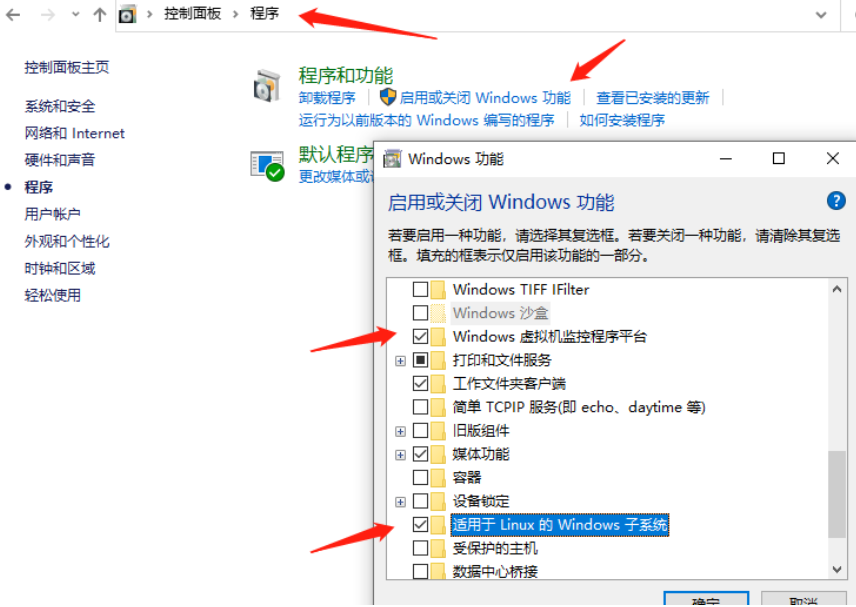 控制面板 › 程序
控制面板主页
系统和安全
网络和 Internet
硬件和声音
程序
用户帐户
外观和个性化
时钟和区域
轻松使用
程序和功能
卸载程序 启用或关闭 Windows 功能 查看已安装的更新
运行为以前版本的 Windows 编写的程序 如何安装程序
默认程序
更改媒体或
Windows 功能
启用或关闭 Windows 功能
若要启用一种功能，请选择其复选框。若要关闭一种功能，请清除其复选
框。填充的框表示仅启用该功能的一部分。
Windows TIFF IFilter
Windows 沙盒
Windows 虚拟机监控程序平台
打印和文件服务
工作文件夹客户端
简单 TCPIP 服务(即 echo、daytime 等)
旧版组件
媒体功能
容器
设备锁定
适用于 Linux 的 Windows 子系统
受保护的主机
数据中心桥接
确定 取消